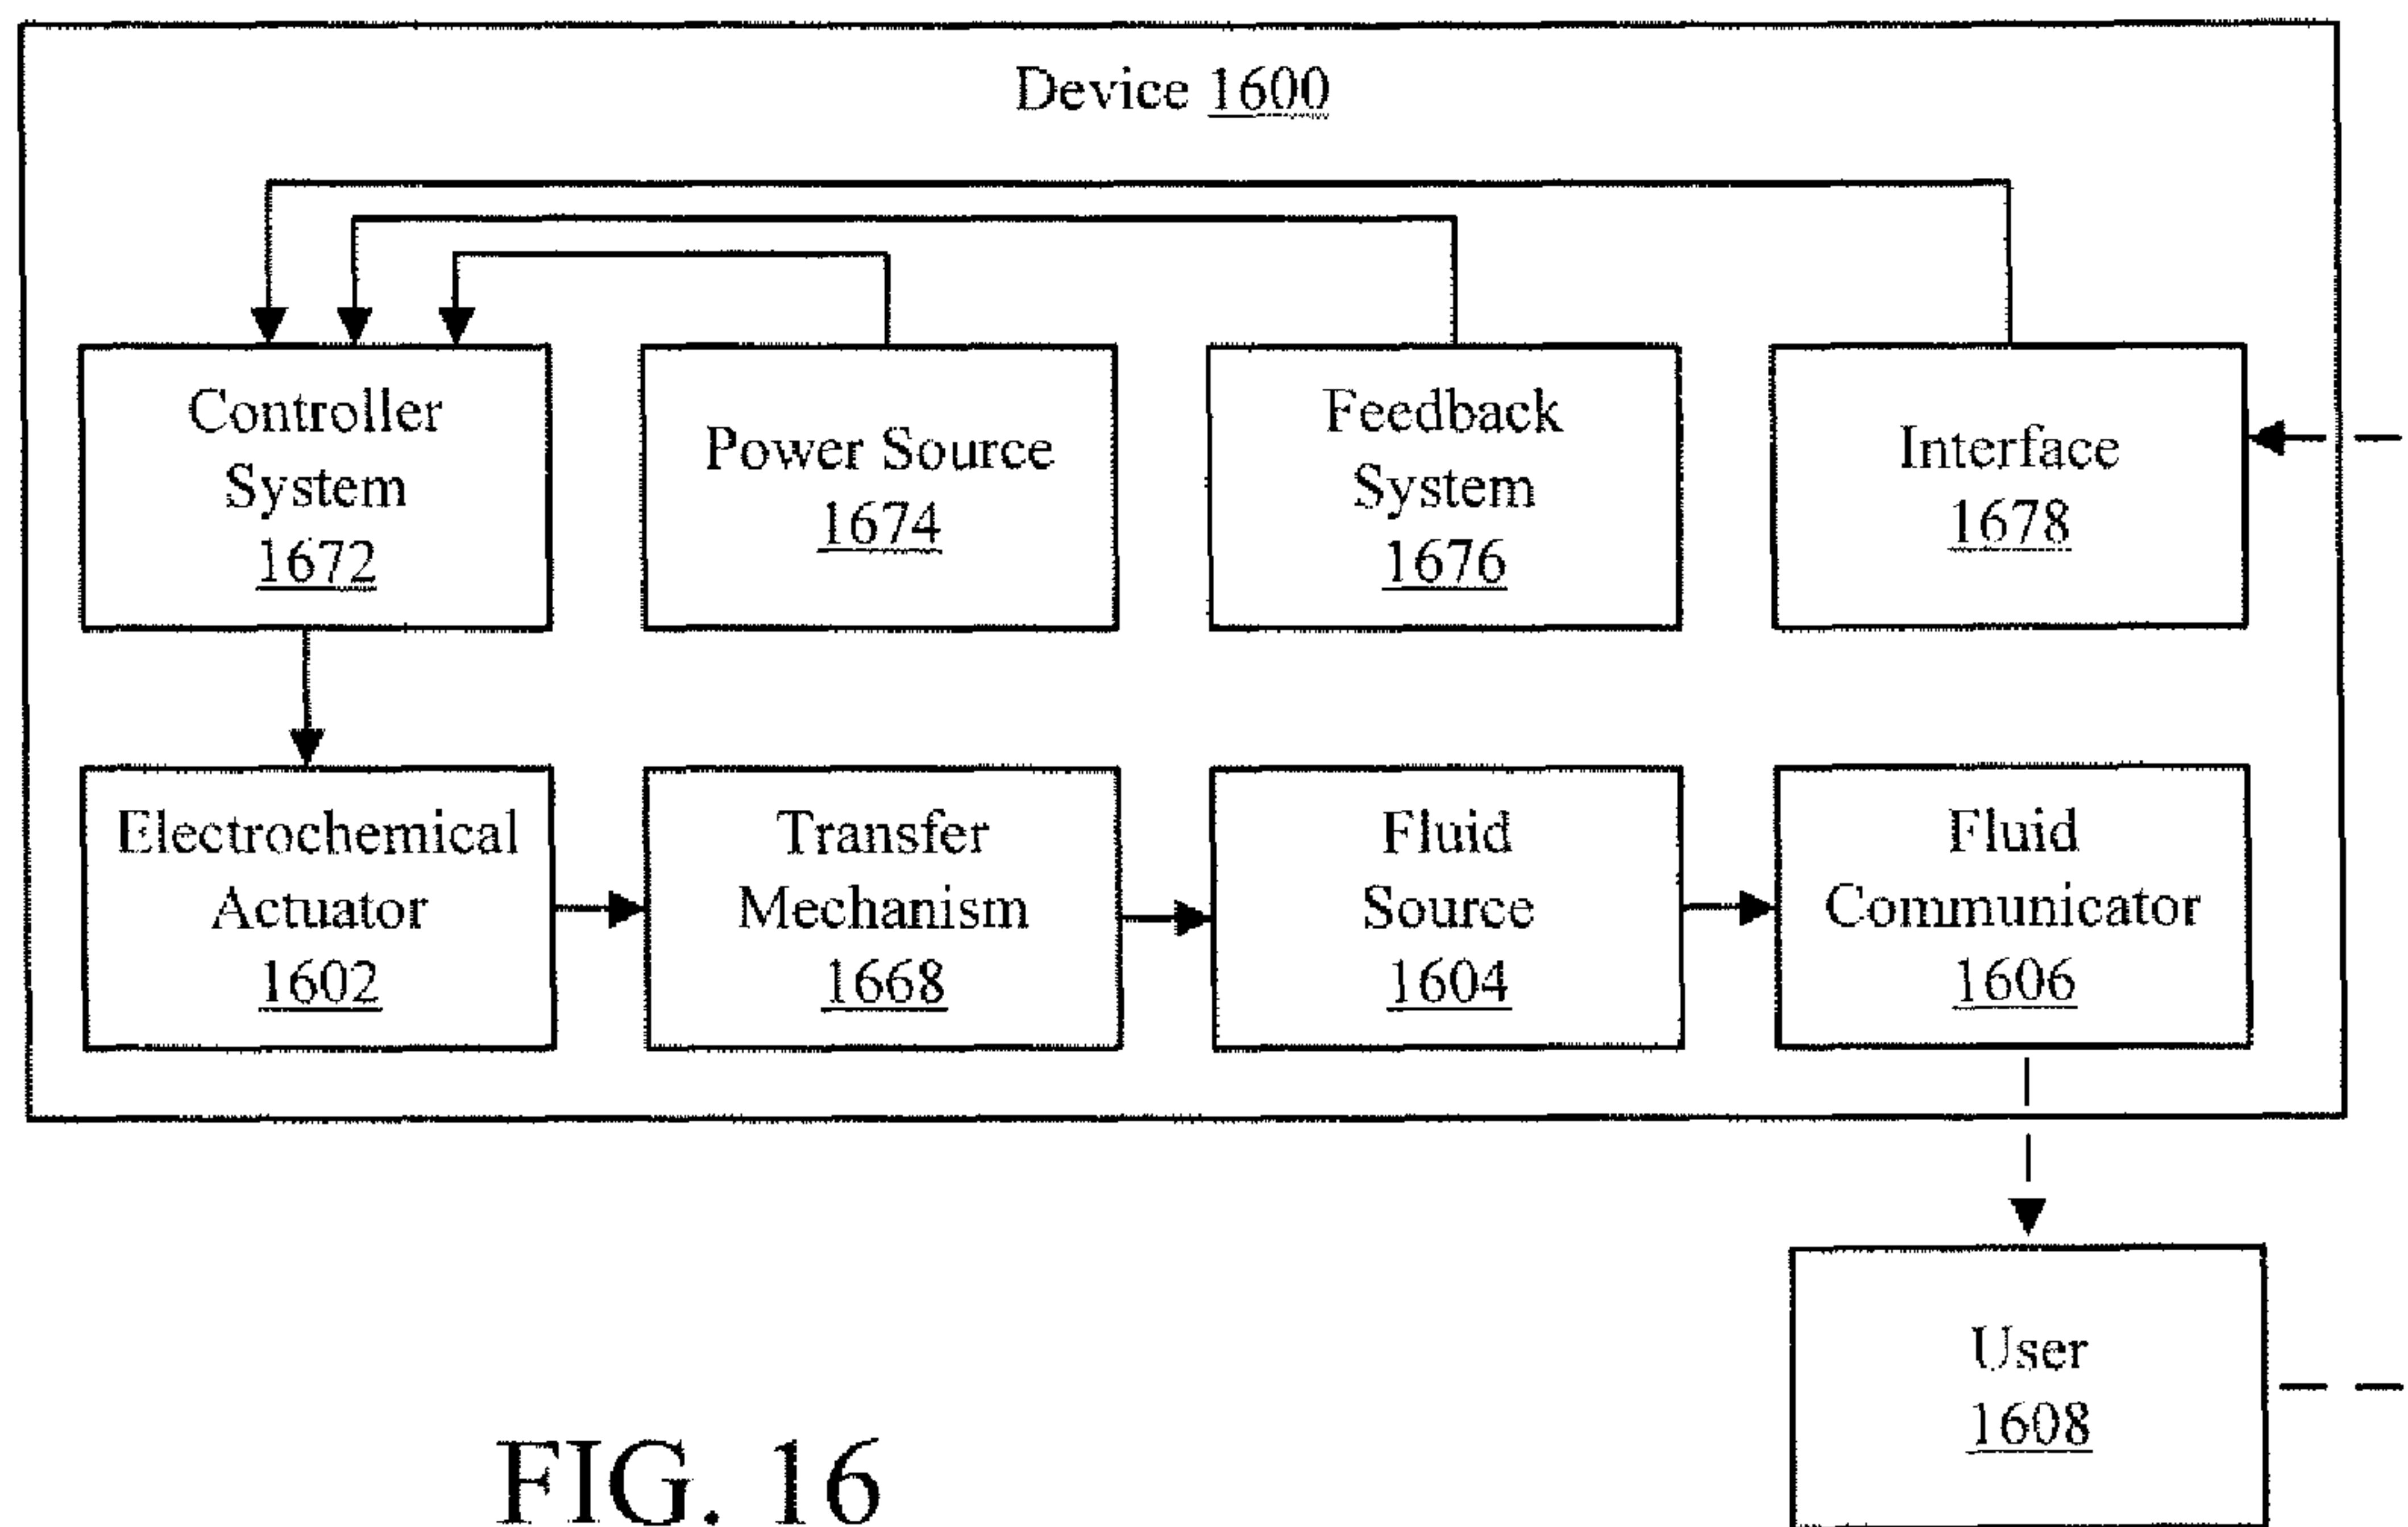 Device 1600
Controller
System
1672
Power Source
1674
Feedback
System
1676
Interface
1678
Electrochemical
Actuator
1602
Transfer
Mechanism
1668
Fluid
Source
1604
Fluid
Communicator
1606
User
1608
FIG. 16